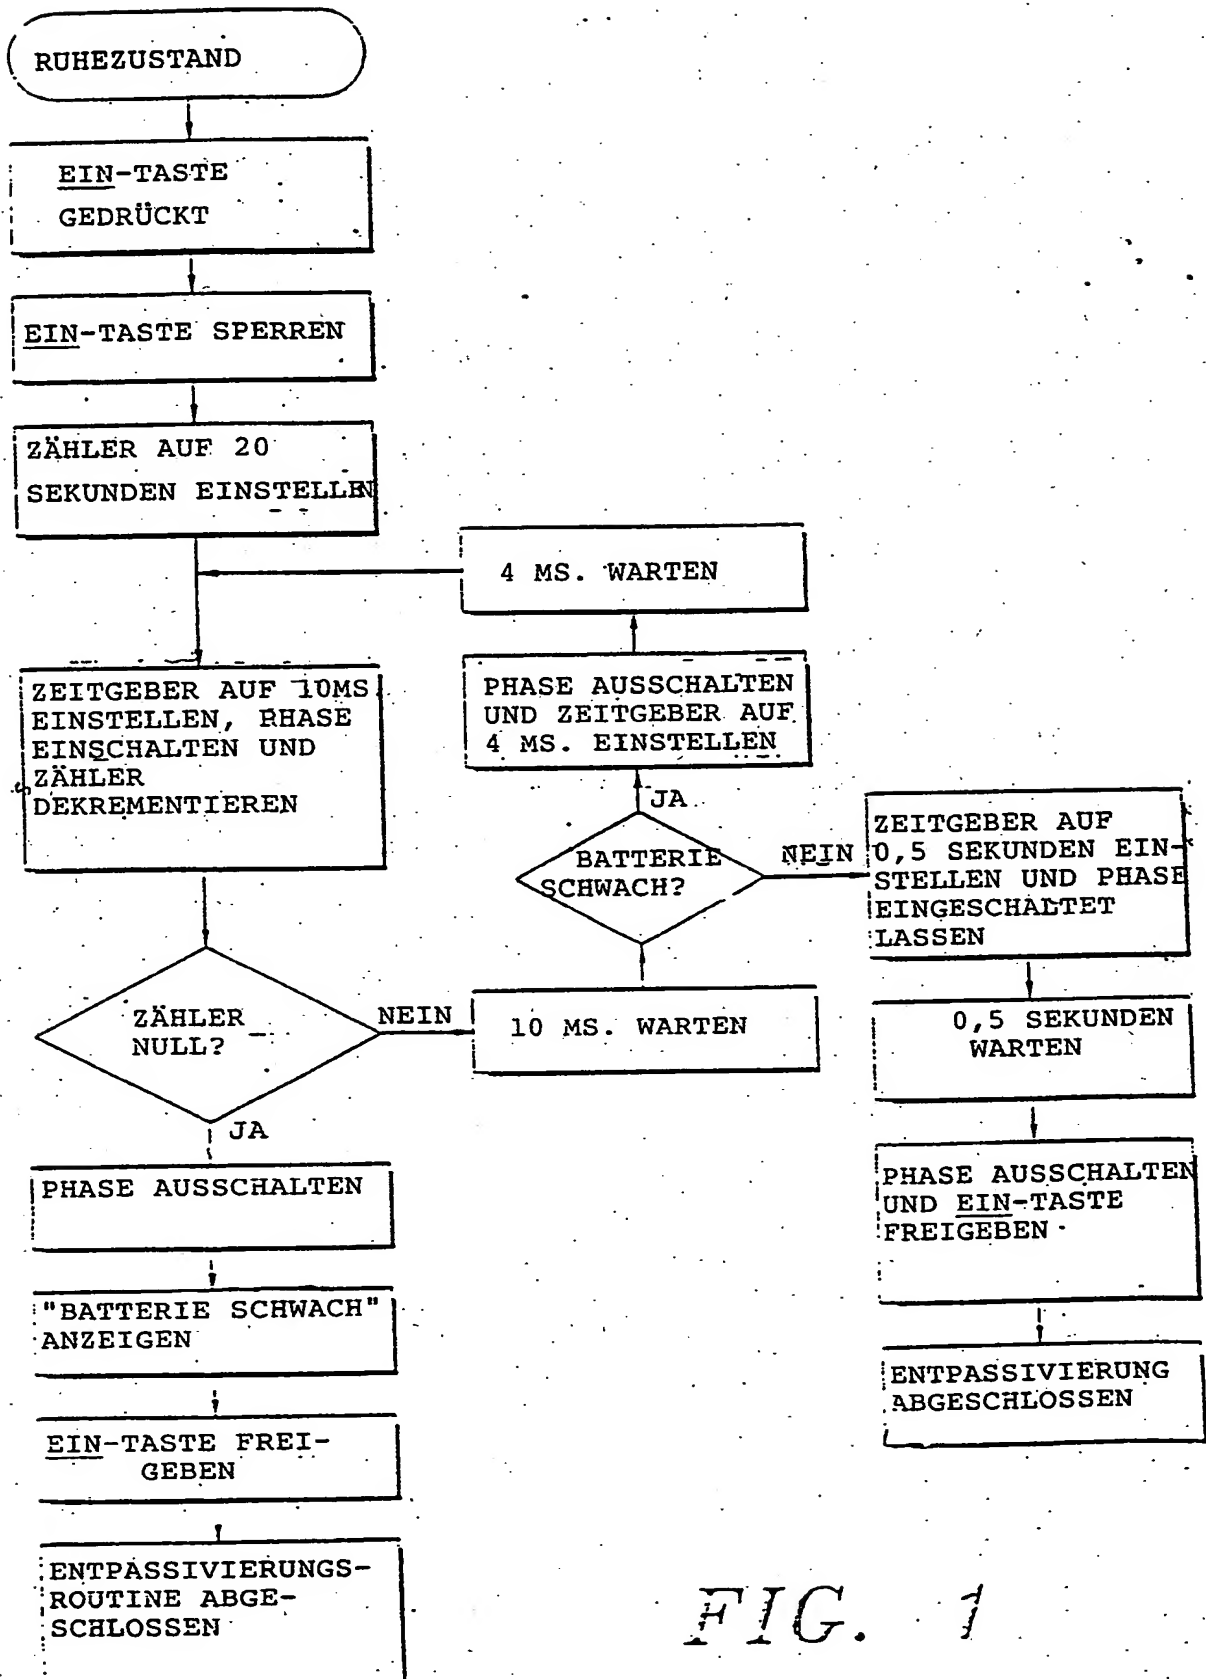 RUHEZUSTAND
EIN-TASTE
GEDRÜCKT
EIN-TASTE SPERREN
ZÄHLER AUF 20
SEKUNDEN EINSTELLEN
4 MS. WARTEN
ZEITGEBER AUF 10MS
EINSTELLEN, PHASE
EINSCHALTEN UND
ZÄHLER
DEKREMENTIEREN
PHASE AUSSCHALTEN
UND ZEITGEBER AUF
4 MS. EINSTELLEN
JA
BATTERIE
SCHWACH?
NEIN
ZEITGEBER AUF
0,5 SEKUNDEN EIN-
STELLEN UND PHASE
EINGESCHALTET
LASSEN
ZÄHLER
NULL?
NEIN
10 MS. WARTEN
0,5 SEKUNDEN
WARTEN
JA
PHASE AUSSCHALTEN
PHASE AUSSCHALTEN
UND EIN-TASTE
FREIGEBEN
"BATTERIE SCHWACH"
ANZEIGEN
ENTPASSIVIERUNG
ABGESCHLOSSEN
EIN-TASTE FREI-
GEBEN
ENTPASSIVIERUNGS-
ROUTINE ABGE-
SCHLOSSEN
FIG. 1